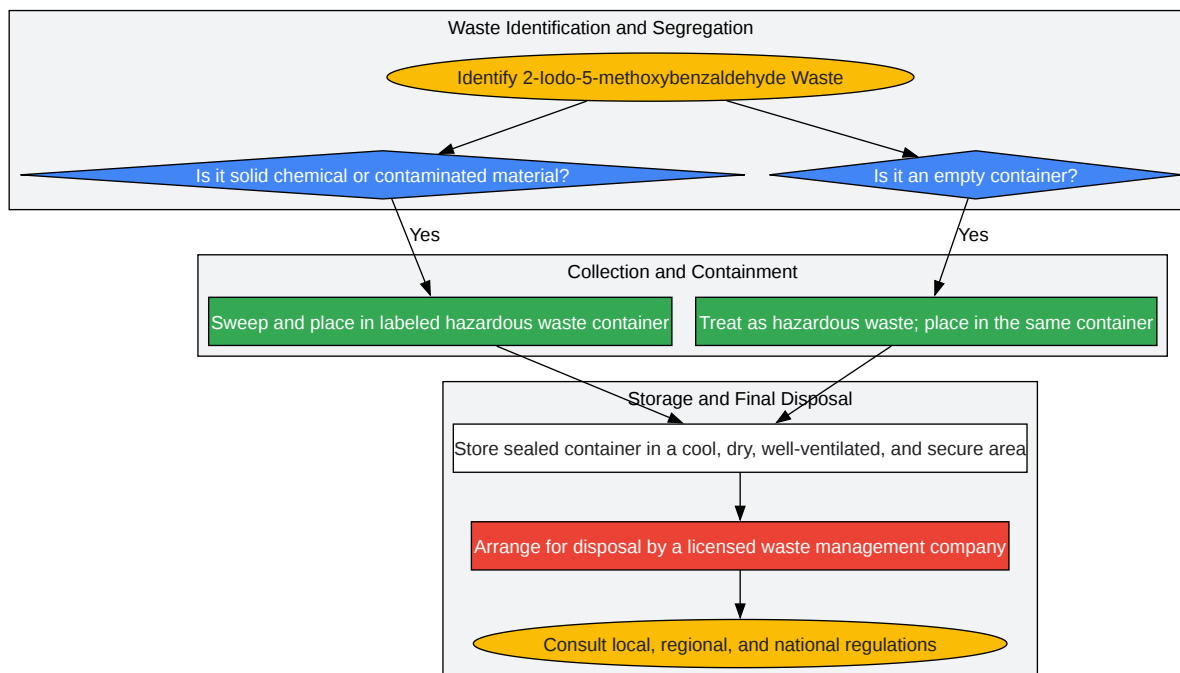 Waste Identification and Segregation
Identify 2-Iodo-5-methoxybenzaldehyde Waste
Is it solid chemical or contaminated material?
Is it an empty container?
Yes
Yes
Collection and Containment
Sweep and place in labeled hazardous waste container
Treat as hazardous waste; place in the same container
Storage and Final Disposal
Store sealed container in a cool, dry, well-ventilated, and secure area
Arrange for disposal by a licensed waste management company
Consult local, regional, and national regulations